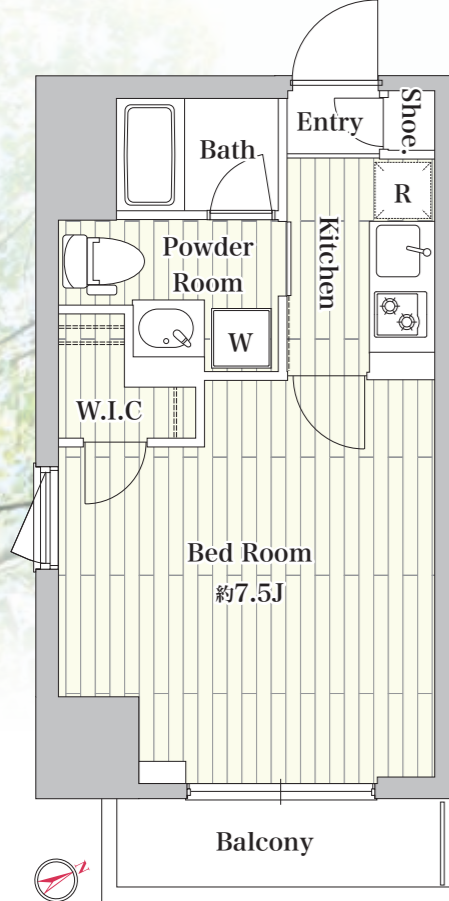 Entry
Shoe.
Bath
R
Kitchen
Powder
Room
W
W.I.C
Bed Room
約7.5J
Balcony
N